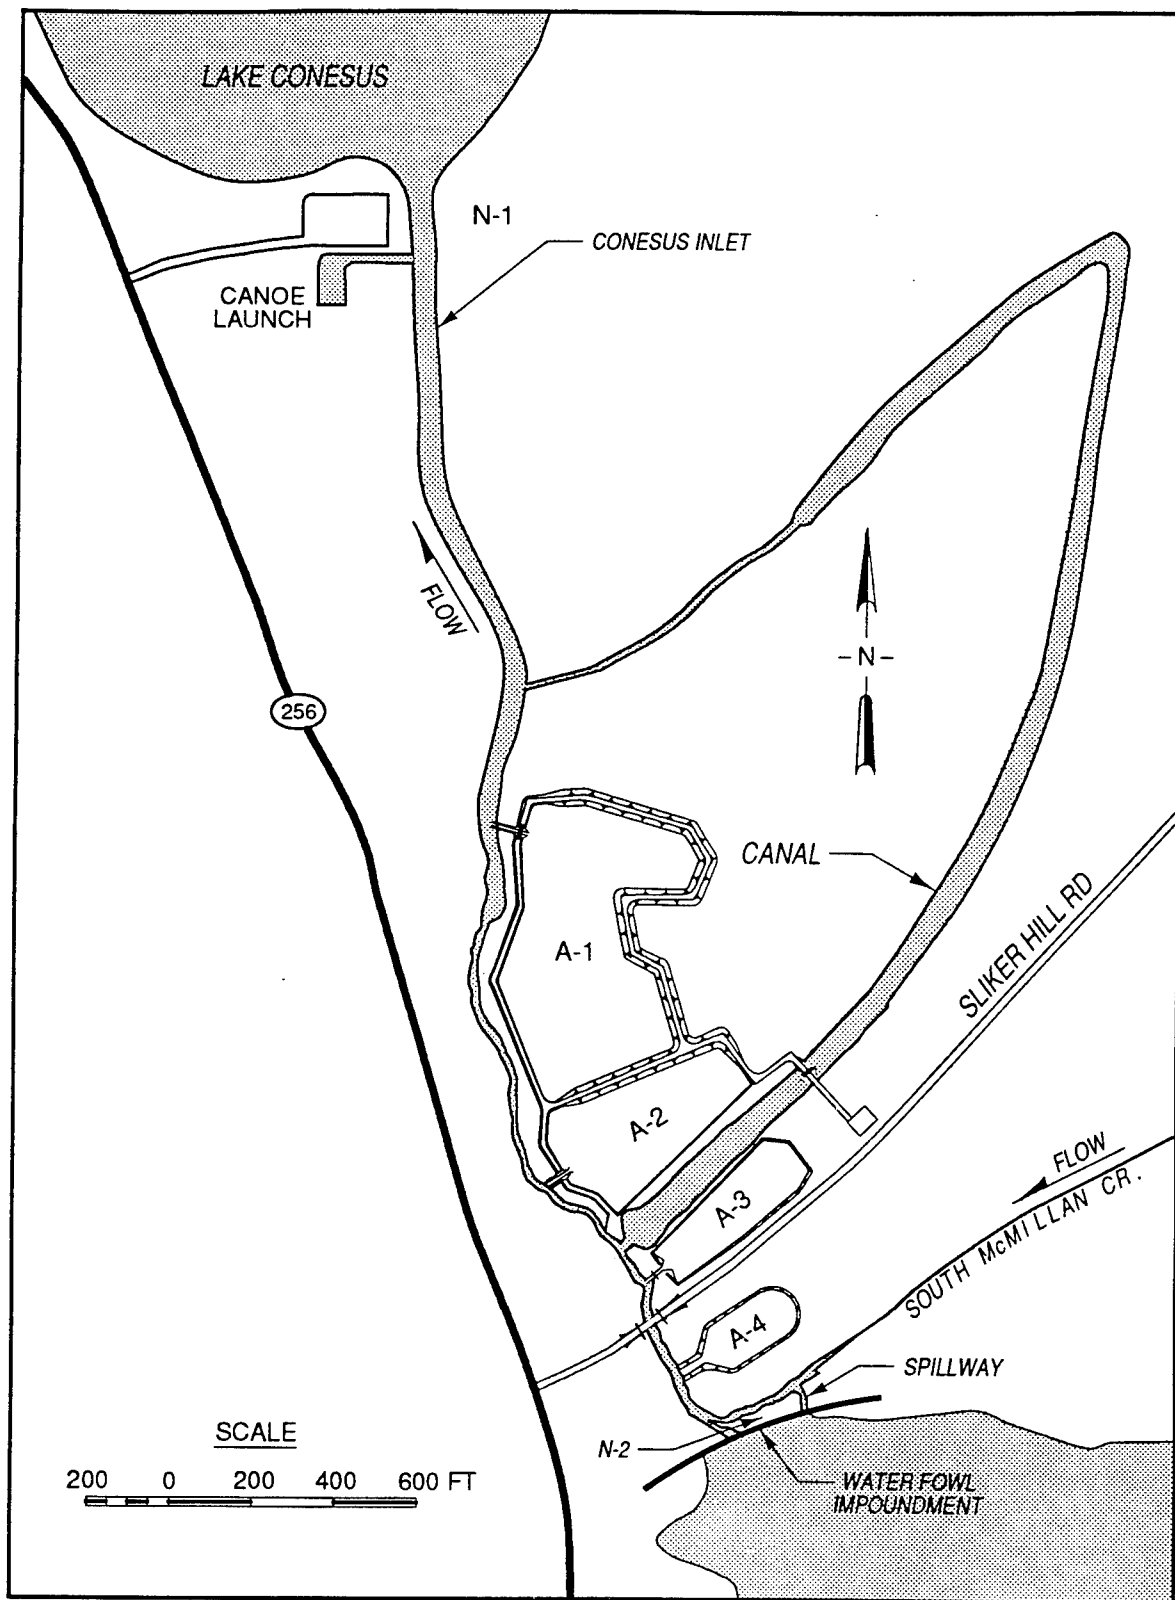 LAKE CONESUS
N-1
CONESUS INLET
CANOE
LAUNCH
FLOW
- N -
256
CANAL
SLIKER HILL RD
A-1
A-2
A-3
FLOW
SOUTH McMILLAN CR.
A-4
SPILLWAY
N-2
WATER FOWL
IMPOUNDMENT
SCALE
200 0 200 400 600 FT